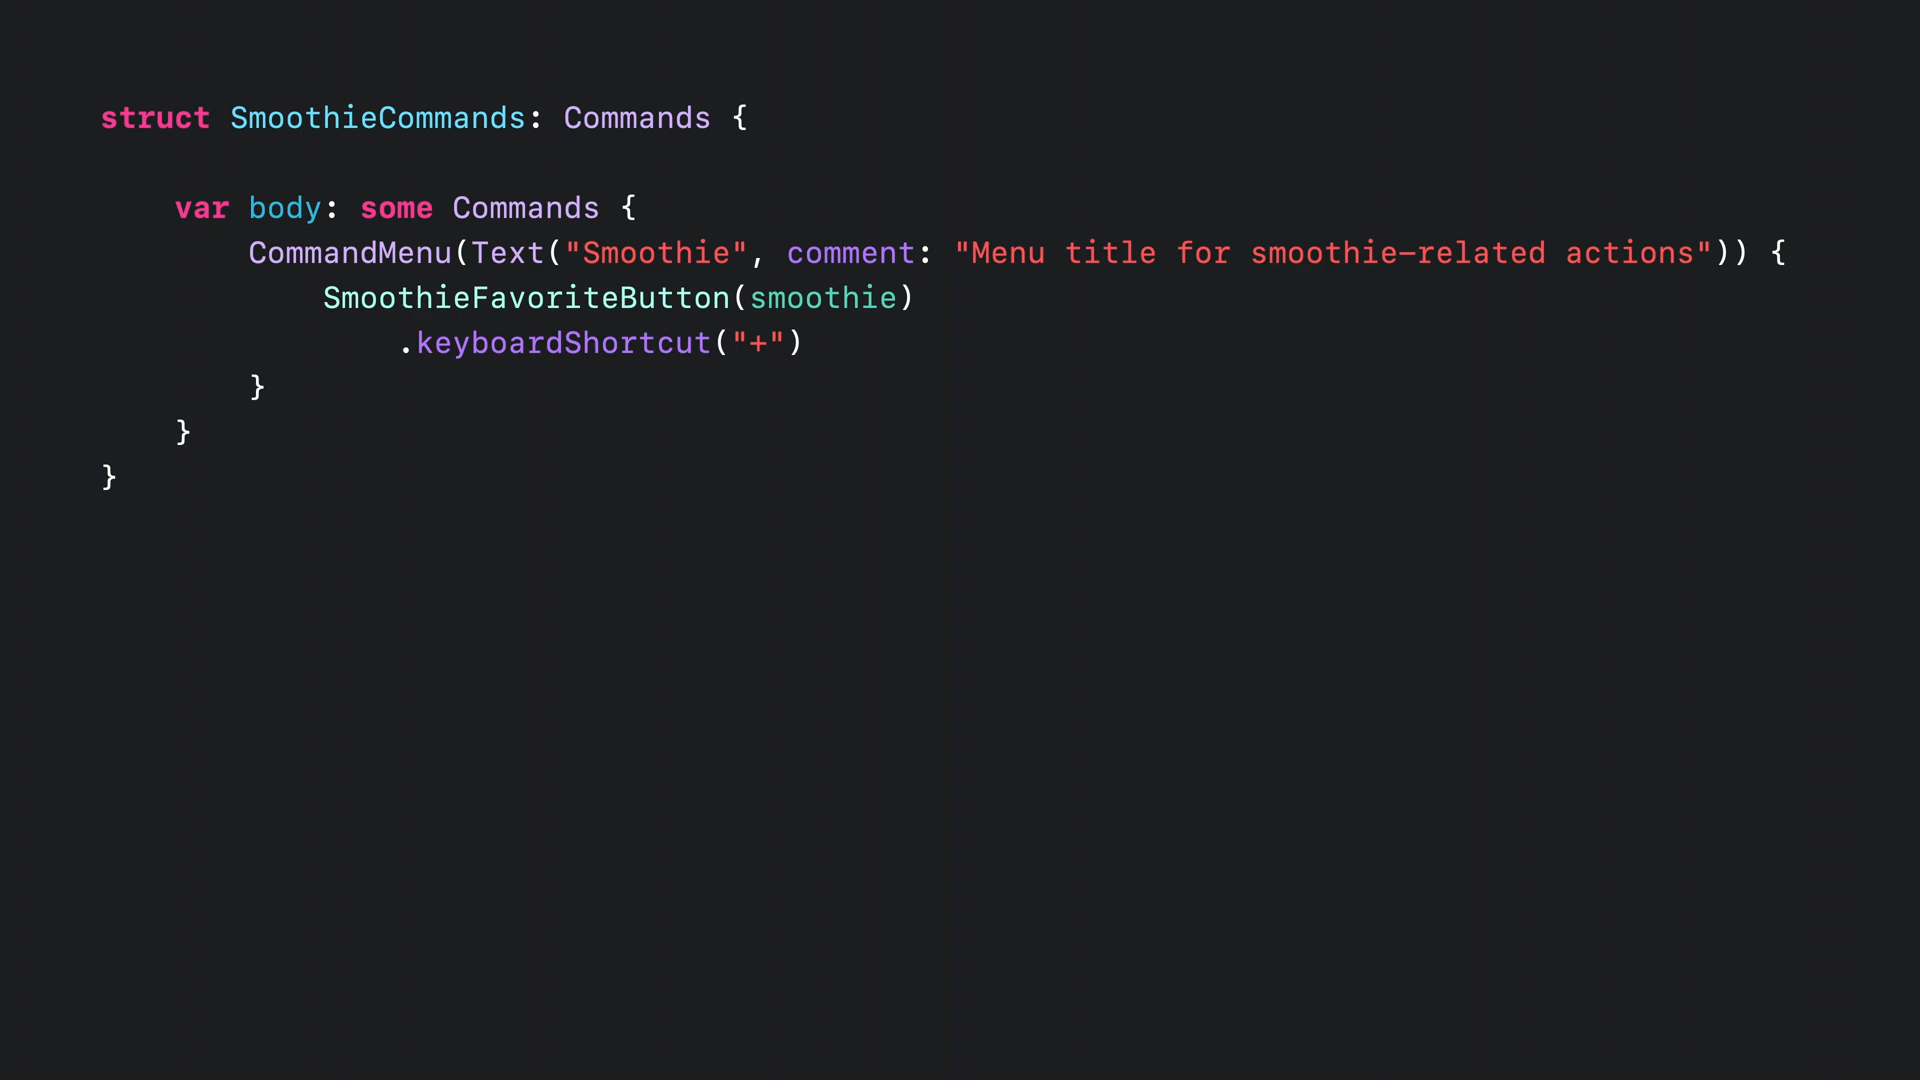 struct SmoothieCommands: Commands {
    var body: some Commands {
        CommandMenu(Text("Smoothie", comment: "Menu title for smoothie-related actions")) {
            SmoothieFavoriteButton(smoothie)
                .keyboardShortcut("+")
        }
    }
}